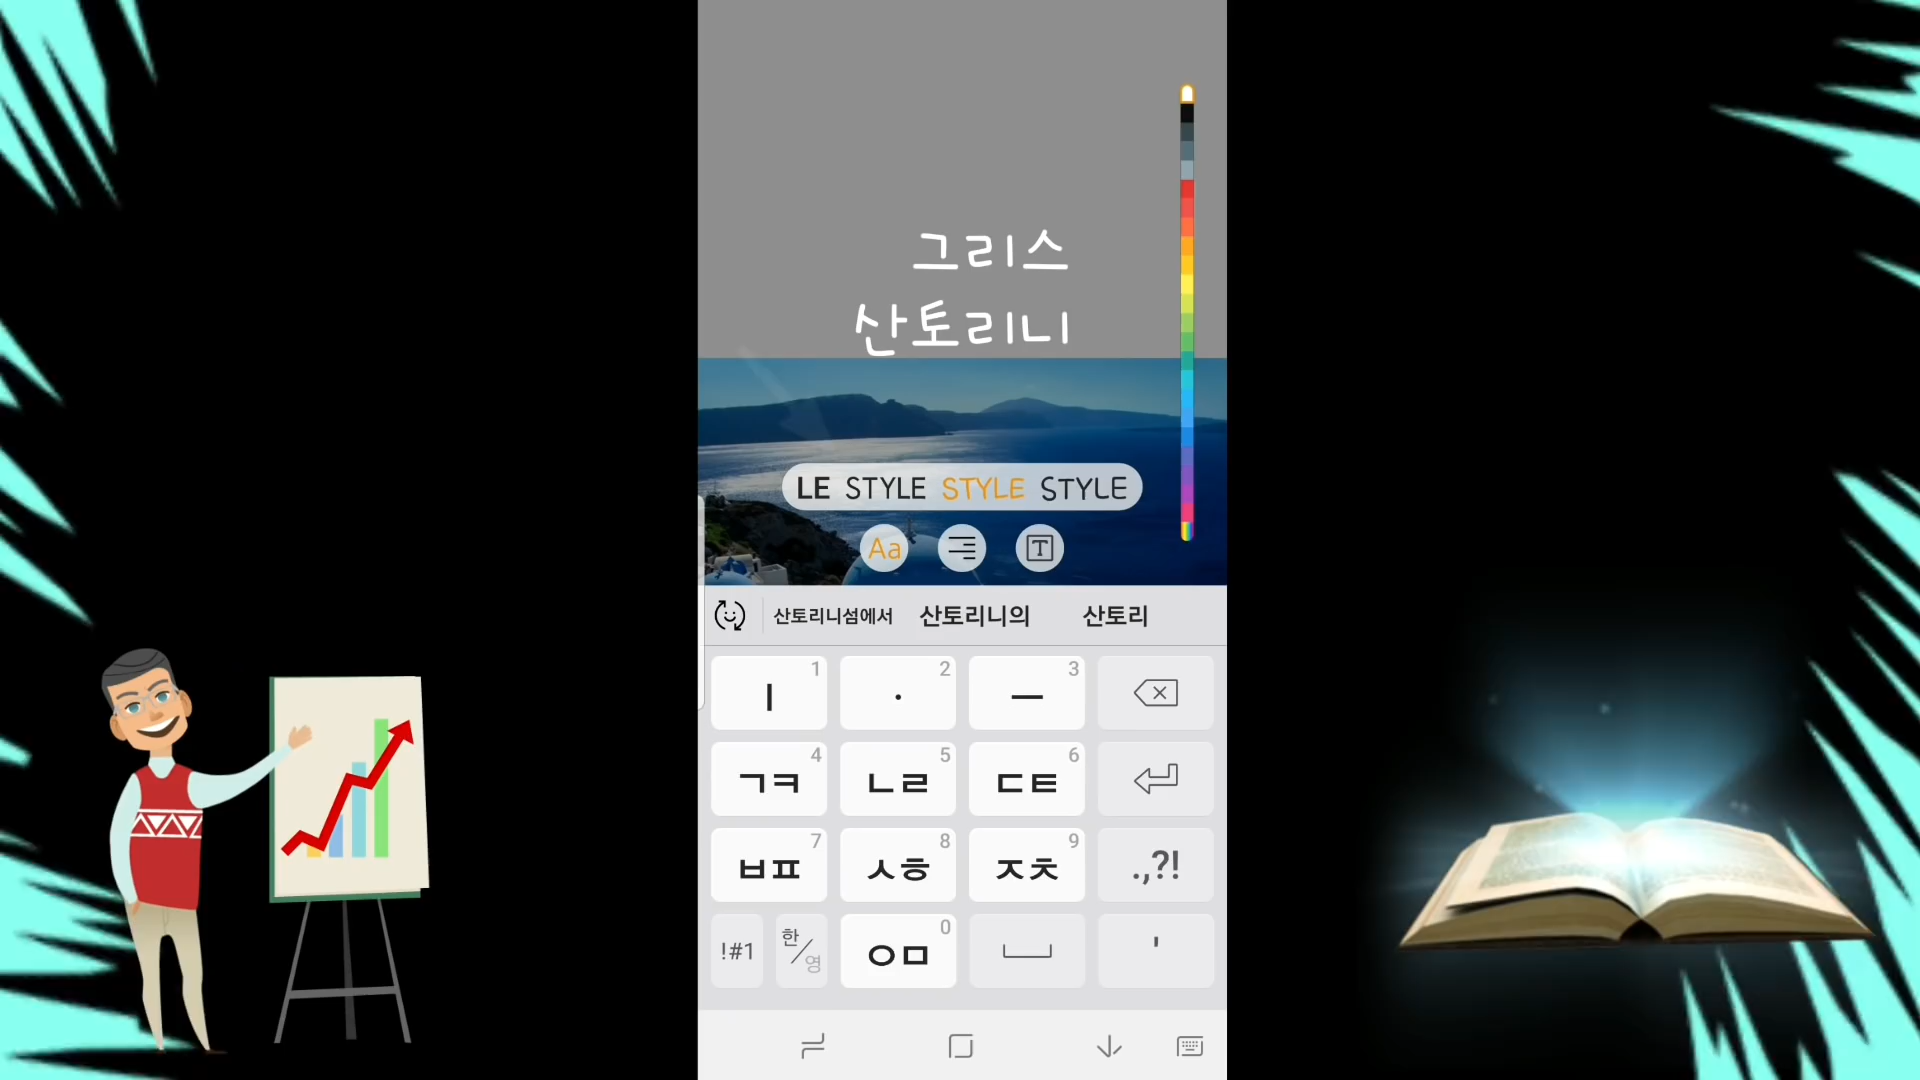 그리스
산토리니
LE STYLE STYLE STYLE
Aa T
산토리니섬에서 산토리니의 산토리
ㅣ 1 · 2 ㅡ 3
ㄱㅋ 4 ㄴㄹ 5 ㄷㅌ 6
ㅂㅍ 7 ㅅㅎ 8 ㅈㅊ 9 .,?!
!#1 한/영 ㅇㅁ 0 '